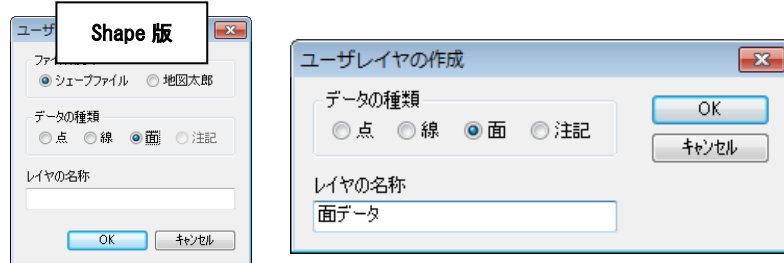 ユーザ
Shape 版
ファイ
シェープファイル 地図太郎
データの種類
点 線 面 注記
レイヤの名称
OK キャンセル
ユーザレイヤの作成
データの種類
点 線 面 注記
OK
キャンセル
レイヤの名称
面データ